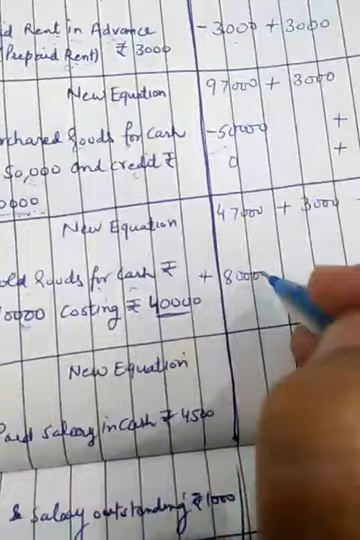 d Rent in Advance - 3000 + 3000
Prepaid Rent) ₹ 3000
New Equation 97000 + 3000
rchased Goods for Cash - 50000 +
50,000 and credit ₹ 0 +
0000
New Equation 47000 + 3000
old Goods for Cash ₹ + 8000
0000 Costing ₹ 40000
New Equation
Paid Salary in Cash ₹ 4500
& Salary outstanding ₹ 1000